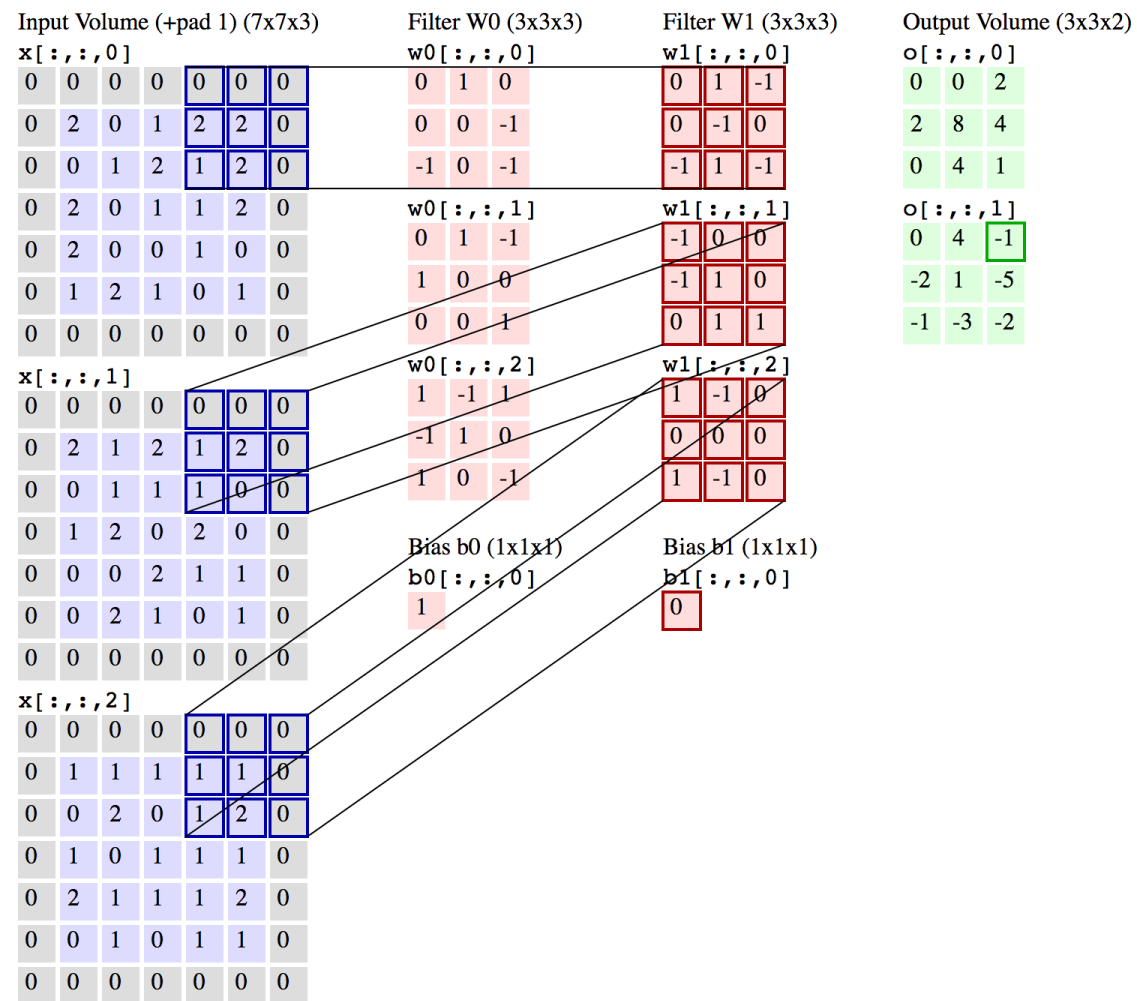 Input Volume (+pad 1) (7x7x3)
x[:,:,0]
0 0 0 0 0 0 0
0 2 0 1 2 2 0
0 0 1 2 1 2 0
0 2 0 1 1 2 0
0 2 0 0 1 0 0
0 1 2 1 0 1 0
0 0 0 0 0 0 0
x[:,:,1]
0 0 0 0 0 0 0
0 2 1 2 1 2 0
0 0 1 1 1 0 0
0 1 2 0 2 0 0
0 0 0 2 1 1 0
0 0 2 1 0 1 0
0 0 0 0 0 0 0
x[:,:,2]
0 0 0 0 0 0 0
0 1 1 1 1 1 0
0 0 2 0 1 2 0
0 1 0 1 1 1 0
0 2 1 1 1 2 0
0 0 1 0 1 1 0
0 0 0 0 0 0 0
Filter W0 (3x3x3)
w0[:,:,0]
0 1 0
0 0 -1
-1 0 -1
w0[:,:,1]
0 1 -1
1 0 0
0 0 1
w0[:,:,2]
1 -1 1
-1 1 0
1 0 -1
Bias b0 (1x1x1)
b0[:,:,0]
1
Filter W1 (3x3x3)
w1[:,:,0]
0 1 -1
0 -1 0
-1 1 -1
w1[:,:,1]
-1 0 0
-1 1 0
0 1 1
w1[:,:,2]
1 -1 0
0 0 0
1 -1 0
Bias b1 (1x1x1)
b1[:,:,0]
0
Output Volume (3x3x2)
o[:,:,0]
0 0 2
2 8 4
0 4 1
o[:,:,1]
0 4 -1
-2 1 -5
-1 -3 -2